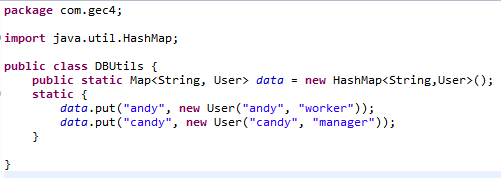 package com.gec4;
import java.util.HashMap;
public class DBUtils {
public static Map<String, User> data = new HashMap<String,User>();
static {
data.put("andy", new User("andy", "worker"));
data.put("candy", new User("candy", "manager"));
}
}